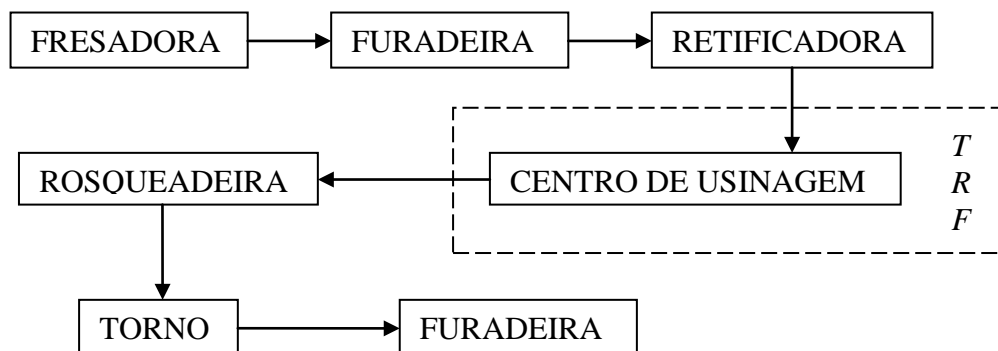 FRESADORA
FURADEIRA
RETIFICADORA
ROSQUEADEIRA
CENTRO DE USINAGEM
T
R
F
TORNO
FURADEIRA